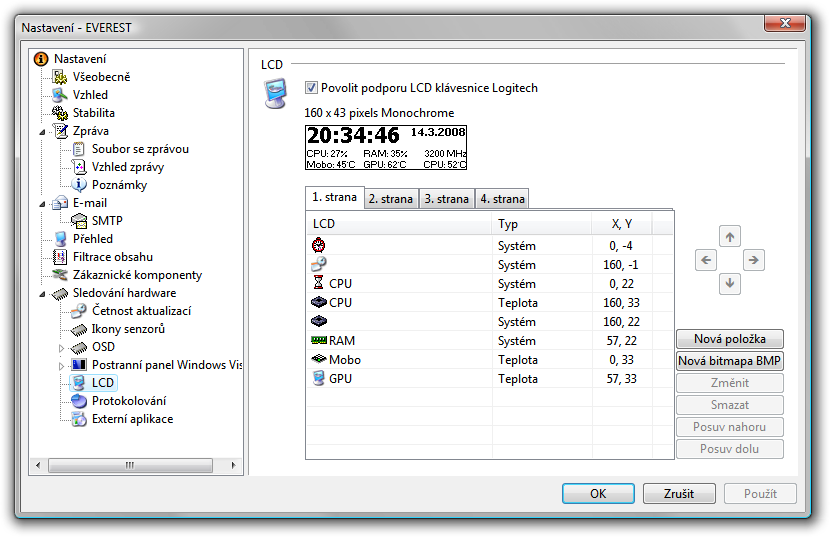 Nastavení - EVEREST
Nastavení
Všeobecně
Vzhled
Stabilita
Zpráva
Soubor se zprávou
Vzhled zprávy
Poznámky
E-mail
SMTP
Přehled
Filtrace obsahu
Zákaznické komponenty
Sledování hardware
Četnost aktualizací
Ikony senzorů
OSD
Postranní panel Windows Vis
LCD
Protokolování
Externí aplikace
LCD
Povolit podporu LCD klávesnice Logitech
160 x 43 pixels Monochrome
20:34:46 14.3.2008
CPU: 27% RAM: 35% 3200 MHz
Mobo: 45°C GPU: 62°C CPU: 52°C
1. strana 2. strana 3. strana 4. strana
LCD Typ X, Y
Systém 0, -4
Systém 160, -1
CPU Systém 0, 22
CPU Teplota 160, 33
Systém 160, 22
RAM Systém 57, 22
Mobo Teplota 0, 33
GPU Teplota 57, 33
Nová položka
Nová bitmapa BMP
Změnit
Smazat
Posuv nahoru
Posuv dolu
OK Zrušit Použít